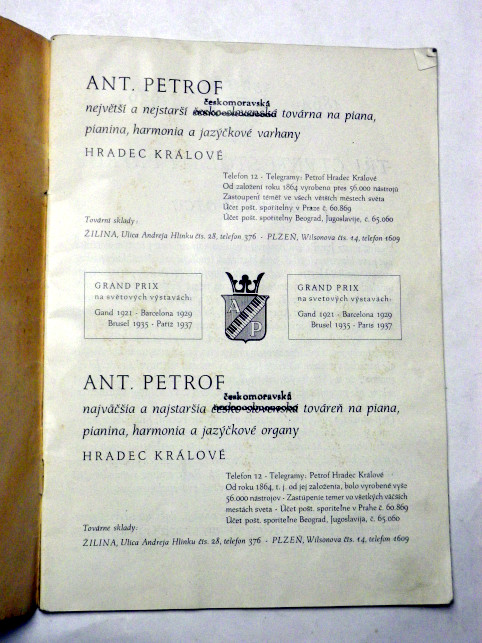 ANT. PETROF
českomoravská
největší a nejstarší česko-slovenská továrna na piana,
pianina, harmonia a jazýčkové varhany
HRADEC KRÁLOVÉ
Telefon 12 - Telegramy: Petrof Hradec Králové
Od založení roku 1864 vyrobeno přes 56.000 nástrojů
Zastoupení téměř ve všech větších městech světa
Účet pošt. spořitelny v Praze č. 60.869
Účet pošt. spořitelny Beograd, Jugoslavije, č. 65.060
Tovární sklady:
ŽILINA, Ulica Andreja Hlinku čís. 28, telefon 376 - PLZEŇ, Wilsonova čís. 14, telefon 1609
GRAND PRIX
na světových výstavách:
Gand 1921 - Barcelona 1929
Brusel 1935 - Paříž 1937
A P
GRAND PRIX
na svetových výstavách:
Gand 1921 - Barcelona 1929
Brusel 1935 - Paris 1937
ANT. PETROF
českomoravská
najväčšia a najstaršia česko-slovenská továreň na piana,
pianina, harmonia a jazýčkové organy
HRADEC KRÁLOVÉ
Telefon 12 - Telegramy: Petrof Hradec Králové
Od roku 1864, t. j. od jej založenia, bolo vyrobené vyše
56.000 nástrojov - Zastúpenie temer vo všetkých väčších
mestách sveta - Účet pošt. sporiteľne v Prahe č. 60.869
Účet pošt. sporiteľne Beograd, Jugoslavija, č. 65.060
Továrne sklady:
ŽILINA, Ulica Andreja Hlinku čís. 28, telefon 376 - PLZEŇ, Wilsonova čís. 14, telefon 1609